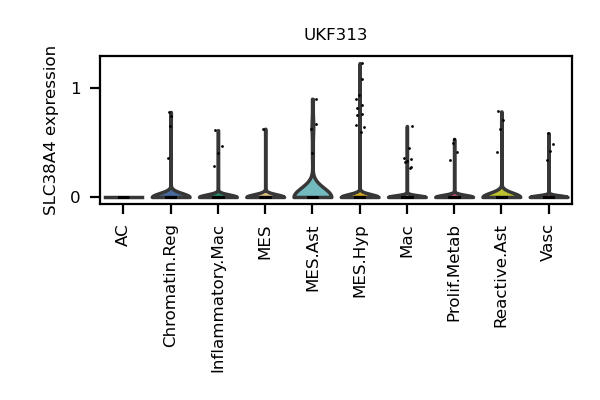 UKF313
SLC38A4 expression
1
0
AC
Chromatin.Reg
Inflammatory.Mac
MES
MES.Ast
MES.Hyp
Mac
Prolif.Metab
Reactive.Ast
Vasc